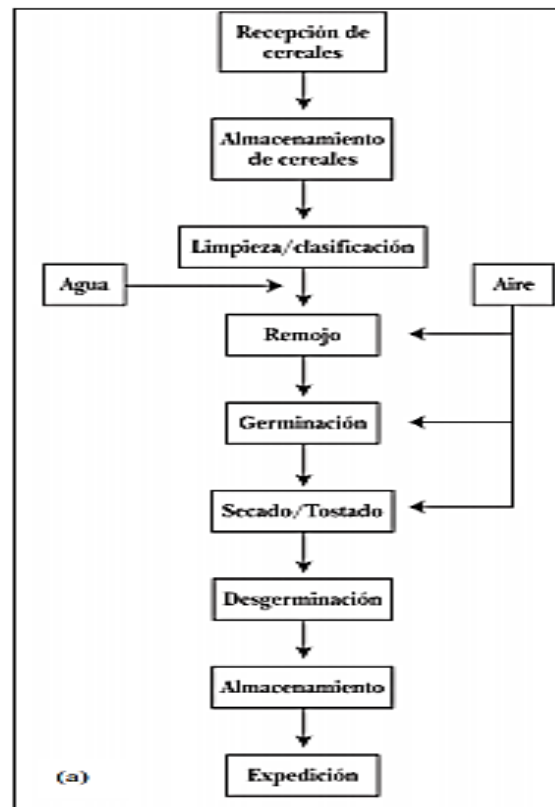 Recepción de
cereales
Almacenamiento
de cereales
Limpieza/clasificación
Agua
Aire
Remojo
Germinación
Secado/Tostado
Desgerminación
Almacenamiento
Expedición
(a)